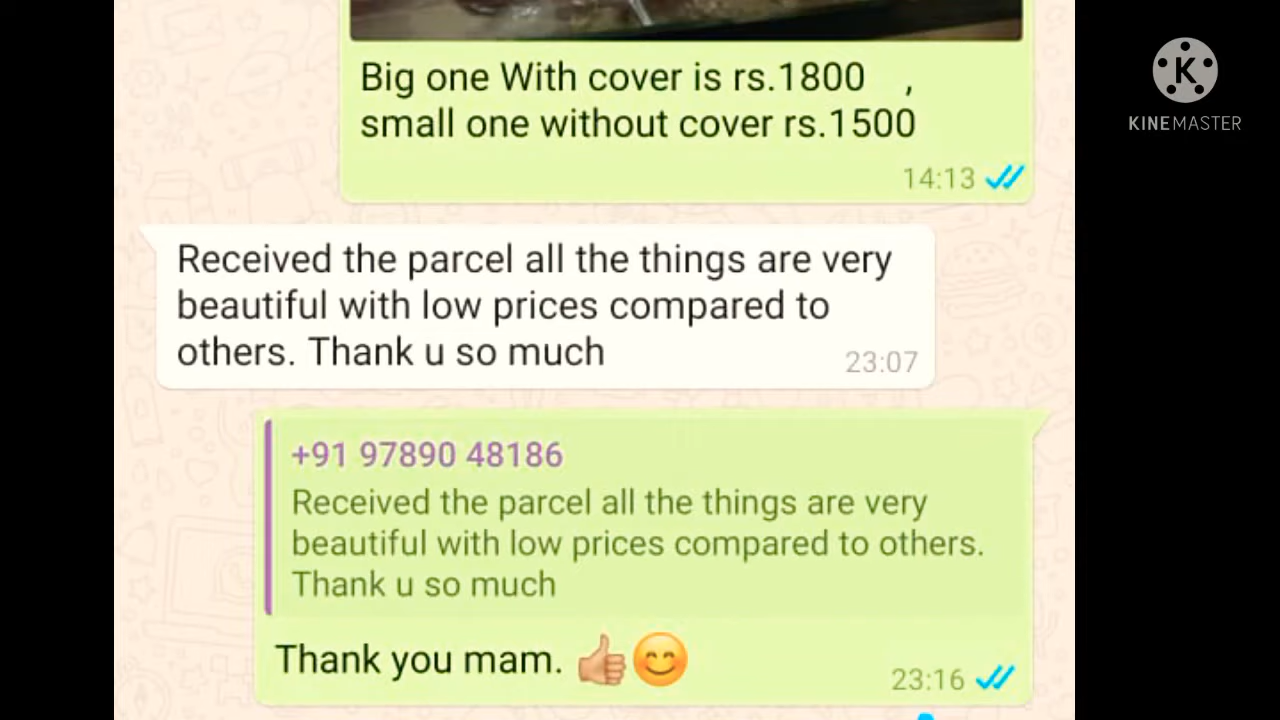 Big one With cover is rs.1800 ,
small one without cover rs.1500
14:13
Received the parcel all the things are very
beautiful with low prices compared to
others. Thank u so much
23:07
+91 97890 48186
Received the parcel all the things are very
beautiful with low prices compared to others.
Thank u so much
Thank you mam. 👍🏼😊
23:16
K
KINEMASTER